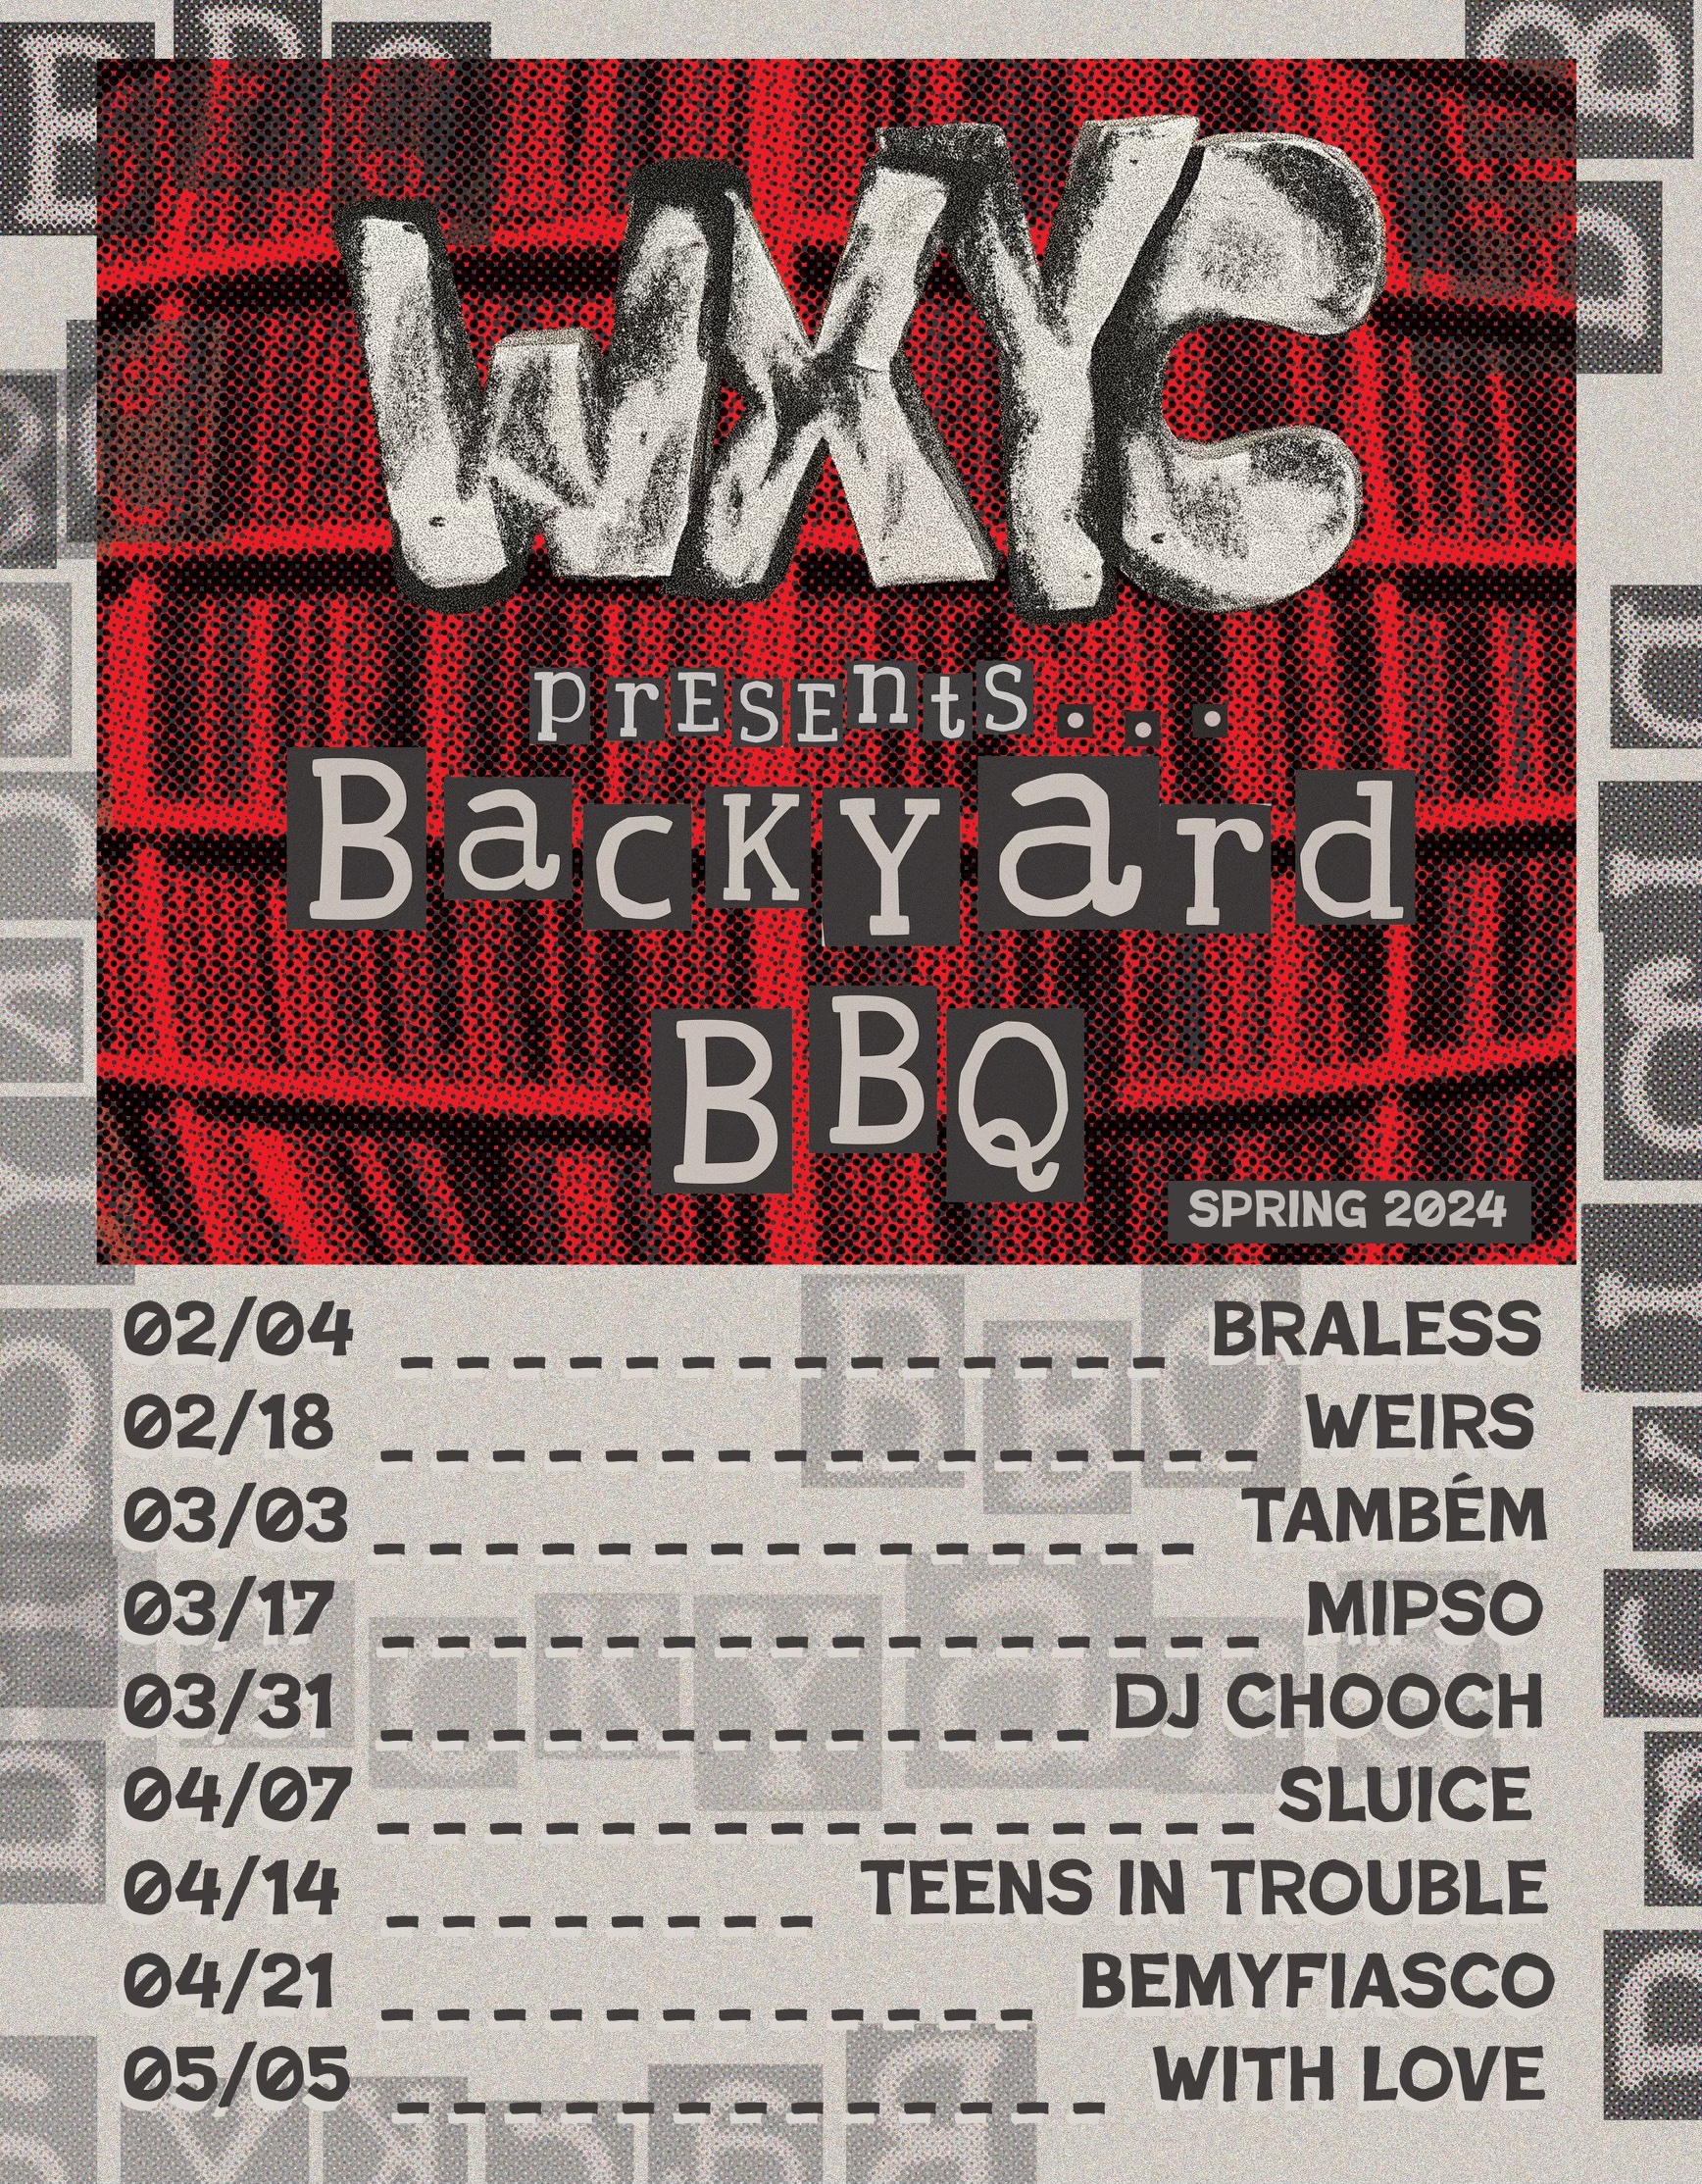 WXYC
prESEntS...
BacKYard
BBQ
SPRING 2024
02/04 _ _ _ _ _ _ _ _ _ _ _ _ _ _ BRALESS
02/18 _ _ _ _ _ _ _ _ _ _ _ _ _ _ _ _ WEIRS
03/03 _ _ _ _ _ _ _ _ _ _ _ _ _ _ _ TAMBÉM
03/17 _ _ _ _ _ _ _ _ _ _ _ _ _ _ _ _ MIPSO
03/31 _ _ _ _ _ _ _ _ _ _ _ _ _ DJ CHOOCH
04/07 _ _ _ _ _ _ _ _ _ _ _ _ _ _ _ _ SLUICE
04/14 _ _ _ _ _ _ _ _ TEENS IN TROUBLE
04/21 _ _ _ _ _ _ _ _ _ _ _ _ BEMYFIASCO
05/05 _ _ _ _ _ _ _ _ _ _ _ _ _ WITH LOVE